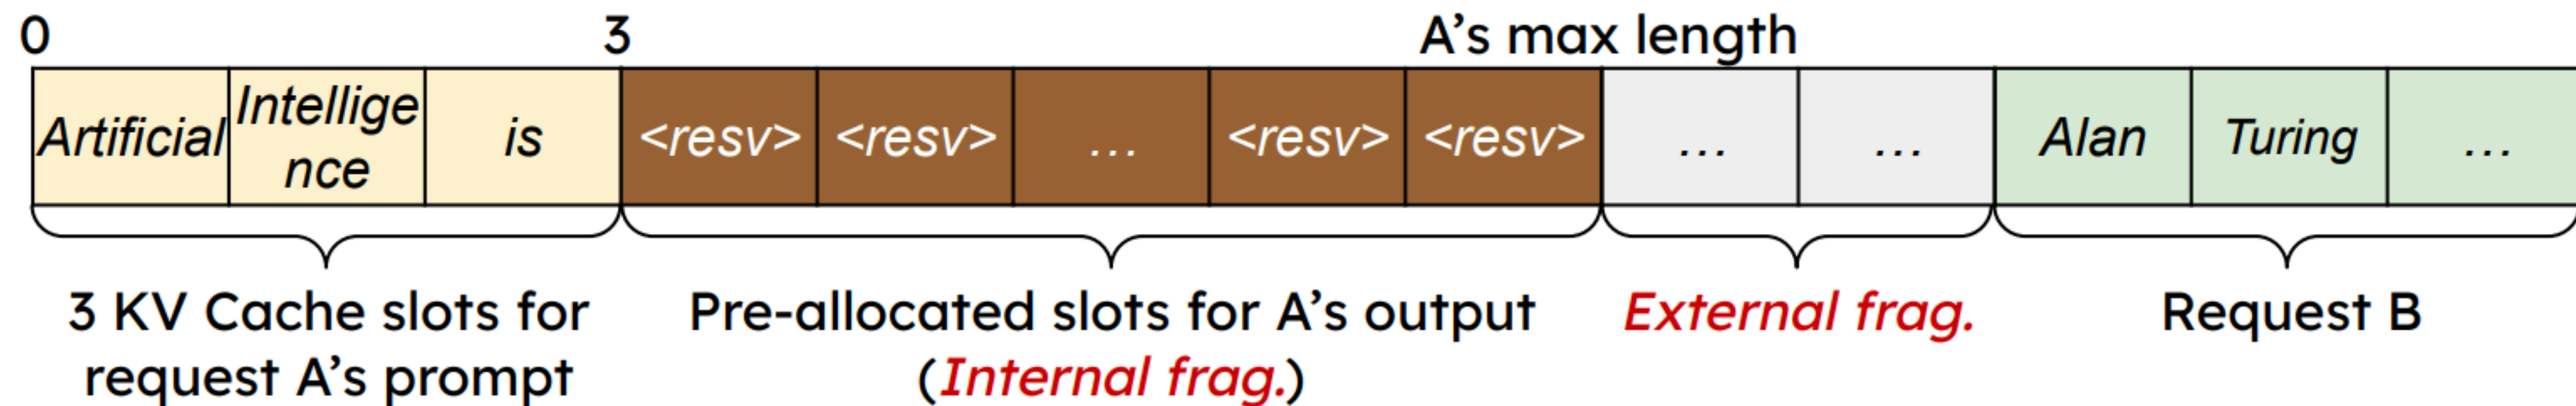 0 3 A's max length
Artificial Intellige is <resv> <resv> ... <resv> <resv> ... ... Alan Turing ...
nce
3 KV Cache slots for Pre-allocated slots for A's output External frag. Request B
request A's prompt (Internal frag.)